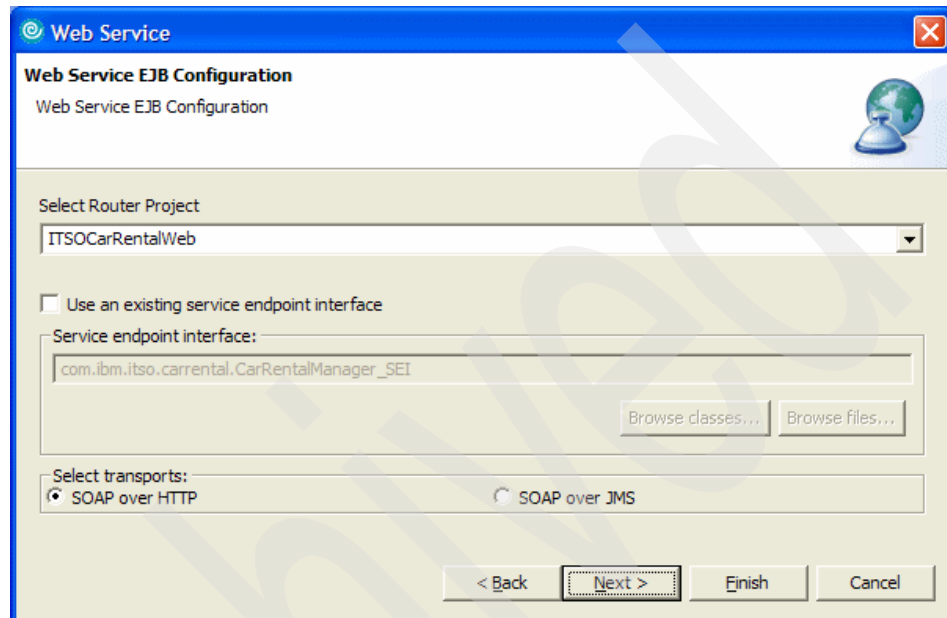 Web Service
Web Service EJB Configuration
Web Service EJB Configuration
Select Router Project
ITSOCarRentalWeb
Use an existing service endpoint interface
Service endpoint interface:
com.ibm.itso.carrental.CarRentalManager_SEI
Browse classes... Browse files...
Select transports:
SOAP over HTTP SOAP over JMS
< Back Next > Finish Cancel